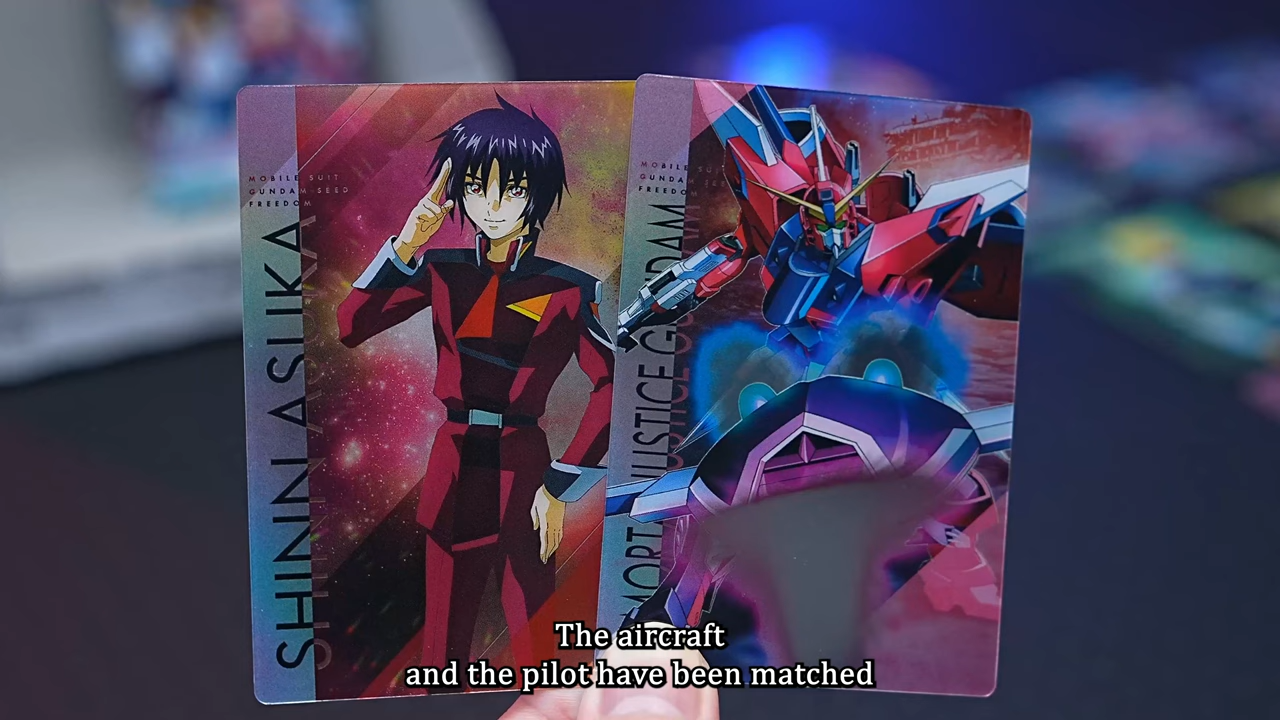 MOBILE SUIT
GUNDAM SEED
FREEDOM
SHINN ASUKA
MOBILE SUIT
GUNDAM SEED
FREEDOM
MORT JUSTICE GUNDAM
The aircraft
and the pilot have been matched